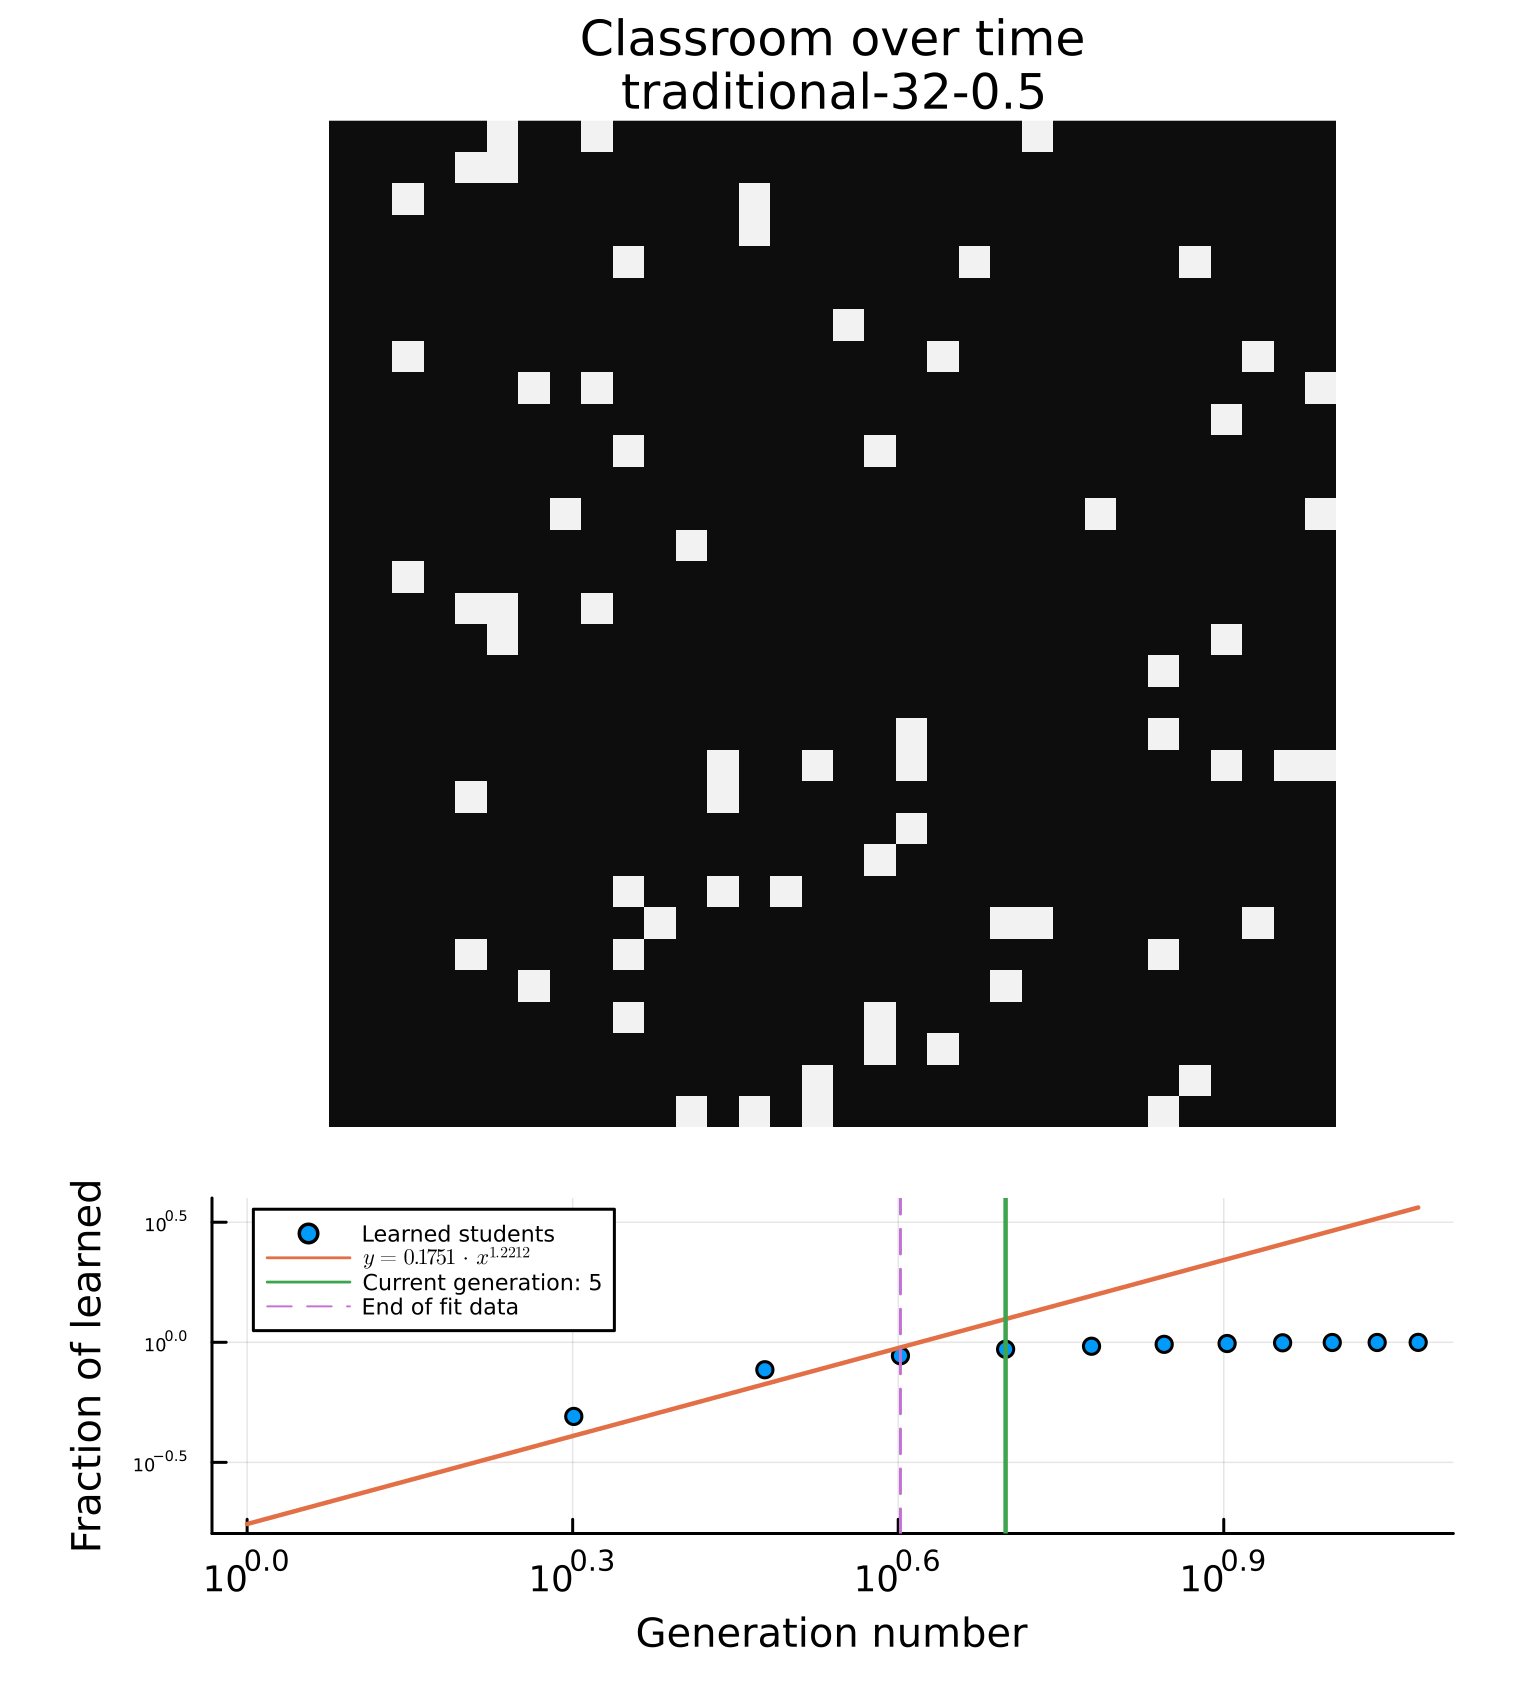 Classroom over time
traditional-32-0.5
Fraction of learned
10^0.5
10^0.0
10^−0.5
Learned students
y = 0.1751 · x^1.2212
Current generation: 5
End of fit data
10^0.0 10^0.3 10^0.6 10^0.9
Generation number